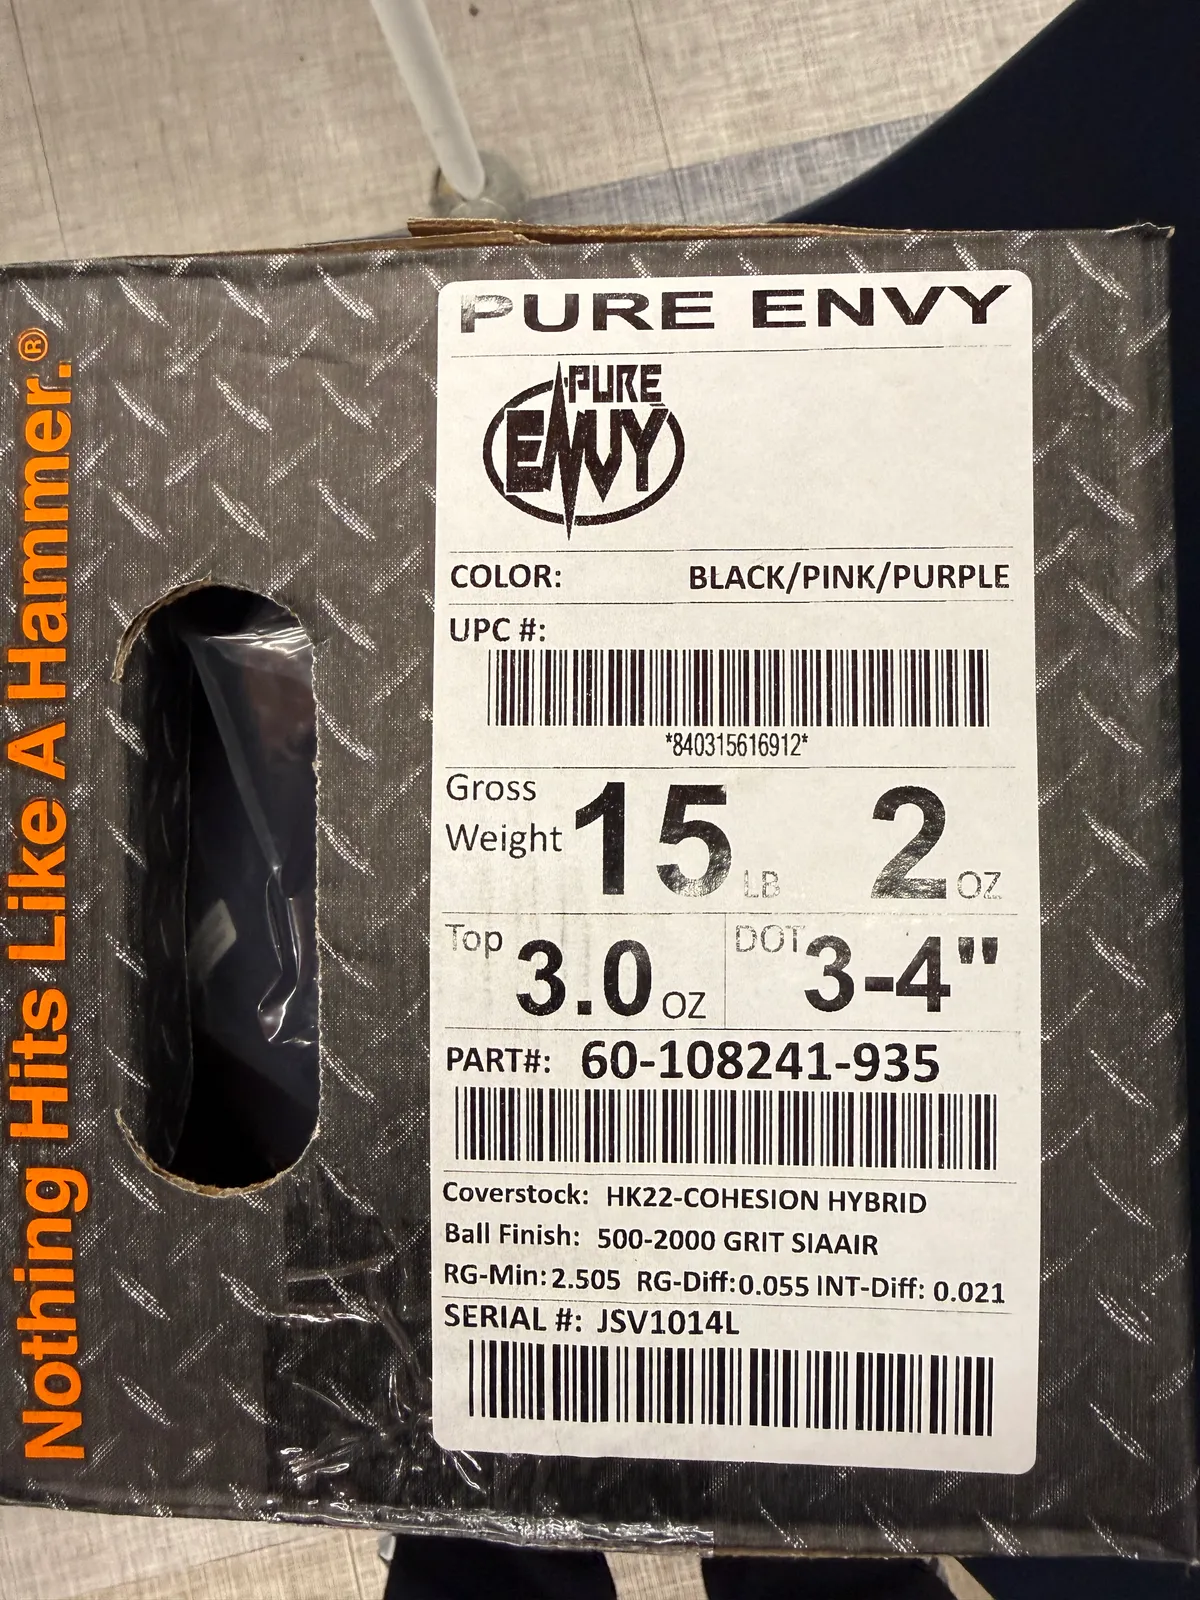 Nothing Hits Like A Hammer.®
PURE ENVY
PURE
ENVY
COLOR: BLACK/PINK/PURPLE
UPC #:
*840315616912*
Gross
Weight 15 LB 2 OZ
Top 3.0 OZ DOT 3-4"
PART#: 60-108241-935
Coverstock: HK22-COHESION HYBRID
Ball Finish: 500-2000 GRIT SIAAIR
RG-Min: 2.505 RG-Diff: 0.055 INT-Diff: 0.021
SERIAL #: JSV1014L